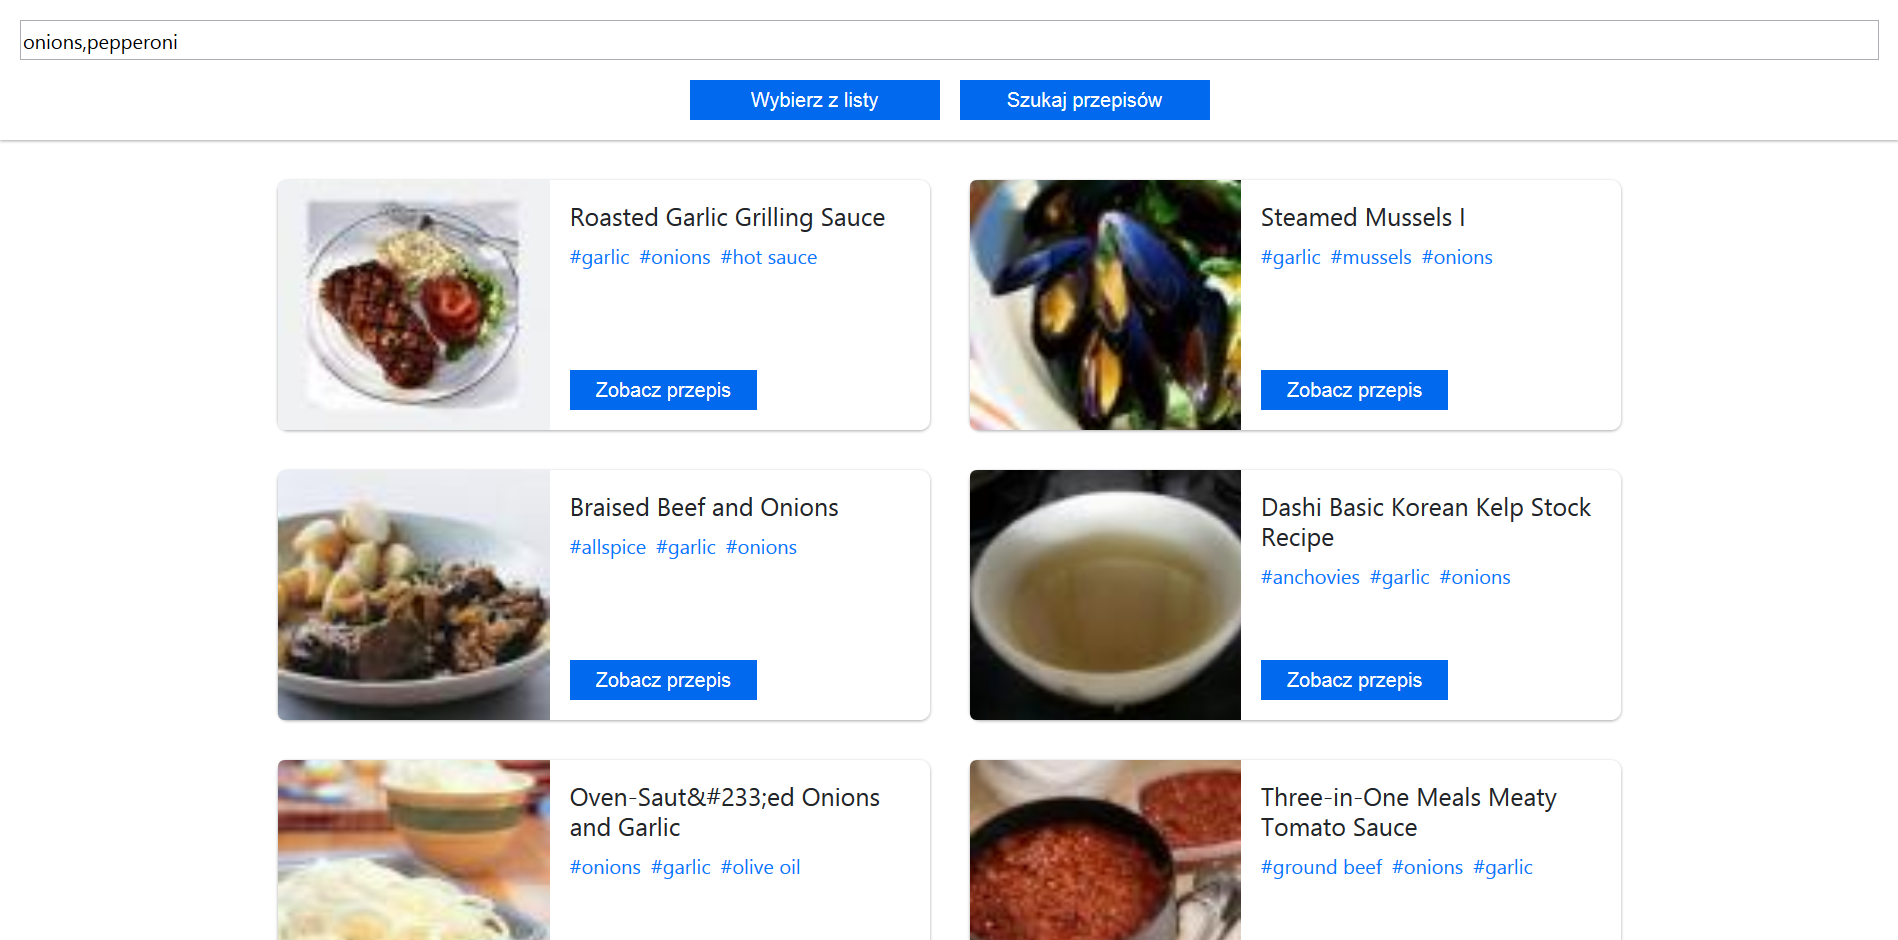 onions,pepperoni
Wybierz z listy
Szukaj przepisów
Roasted Garlic Grilling Sauce
#garlic #onions #hot sauce
Zobacz przepis
Steamed Mussels I
#garlic #mussels #onions
Zobacz przepis
Braised Beef and Onions
#allspice #garlic #onions
Zobacz przepis
Dashi Basic Korean Kelp Stock
Recipe
#anchovies #garlic #onions
Zobacz przepis
Oven-Saut&#233;ed Onions
and Garlic
#onions #garlic #olive oil
Three-in-One Meals Meaty
Tomato Sauce
#ground beef #onions #garlic